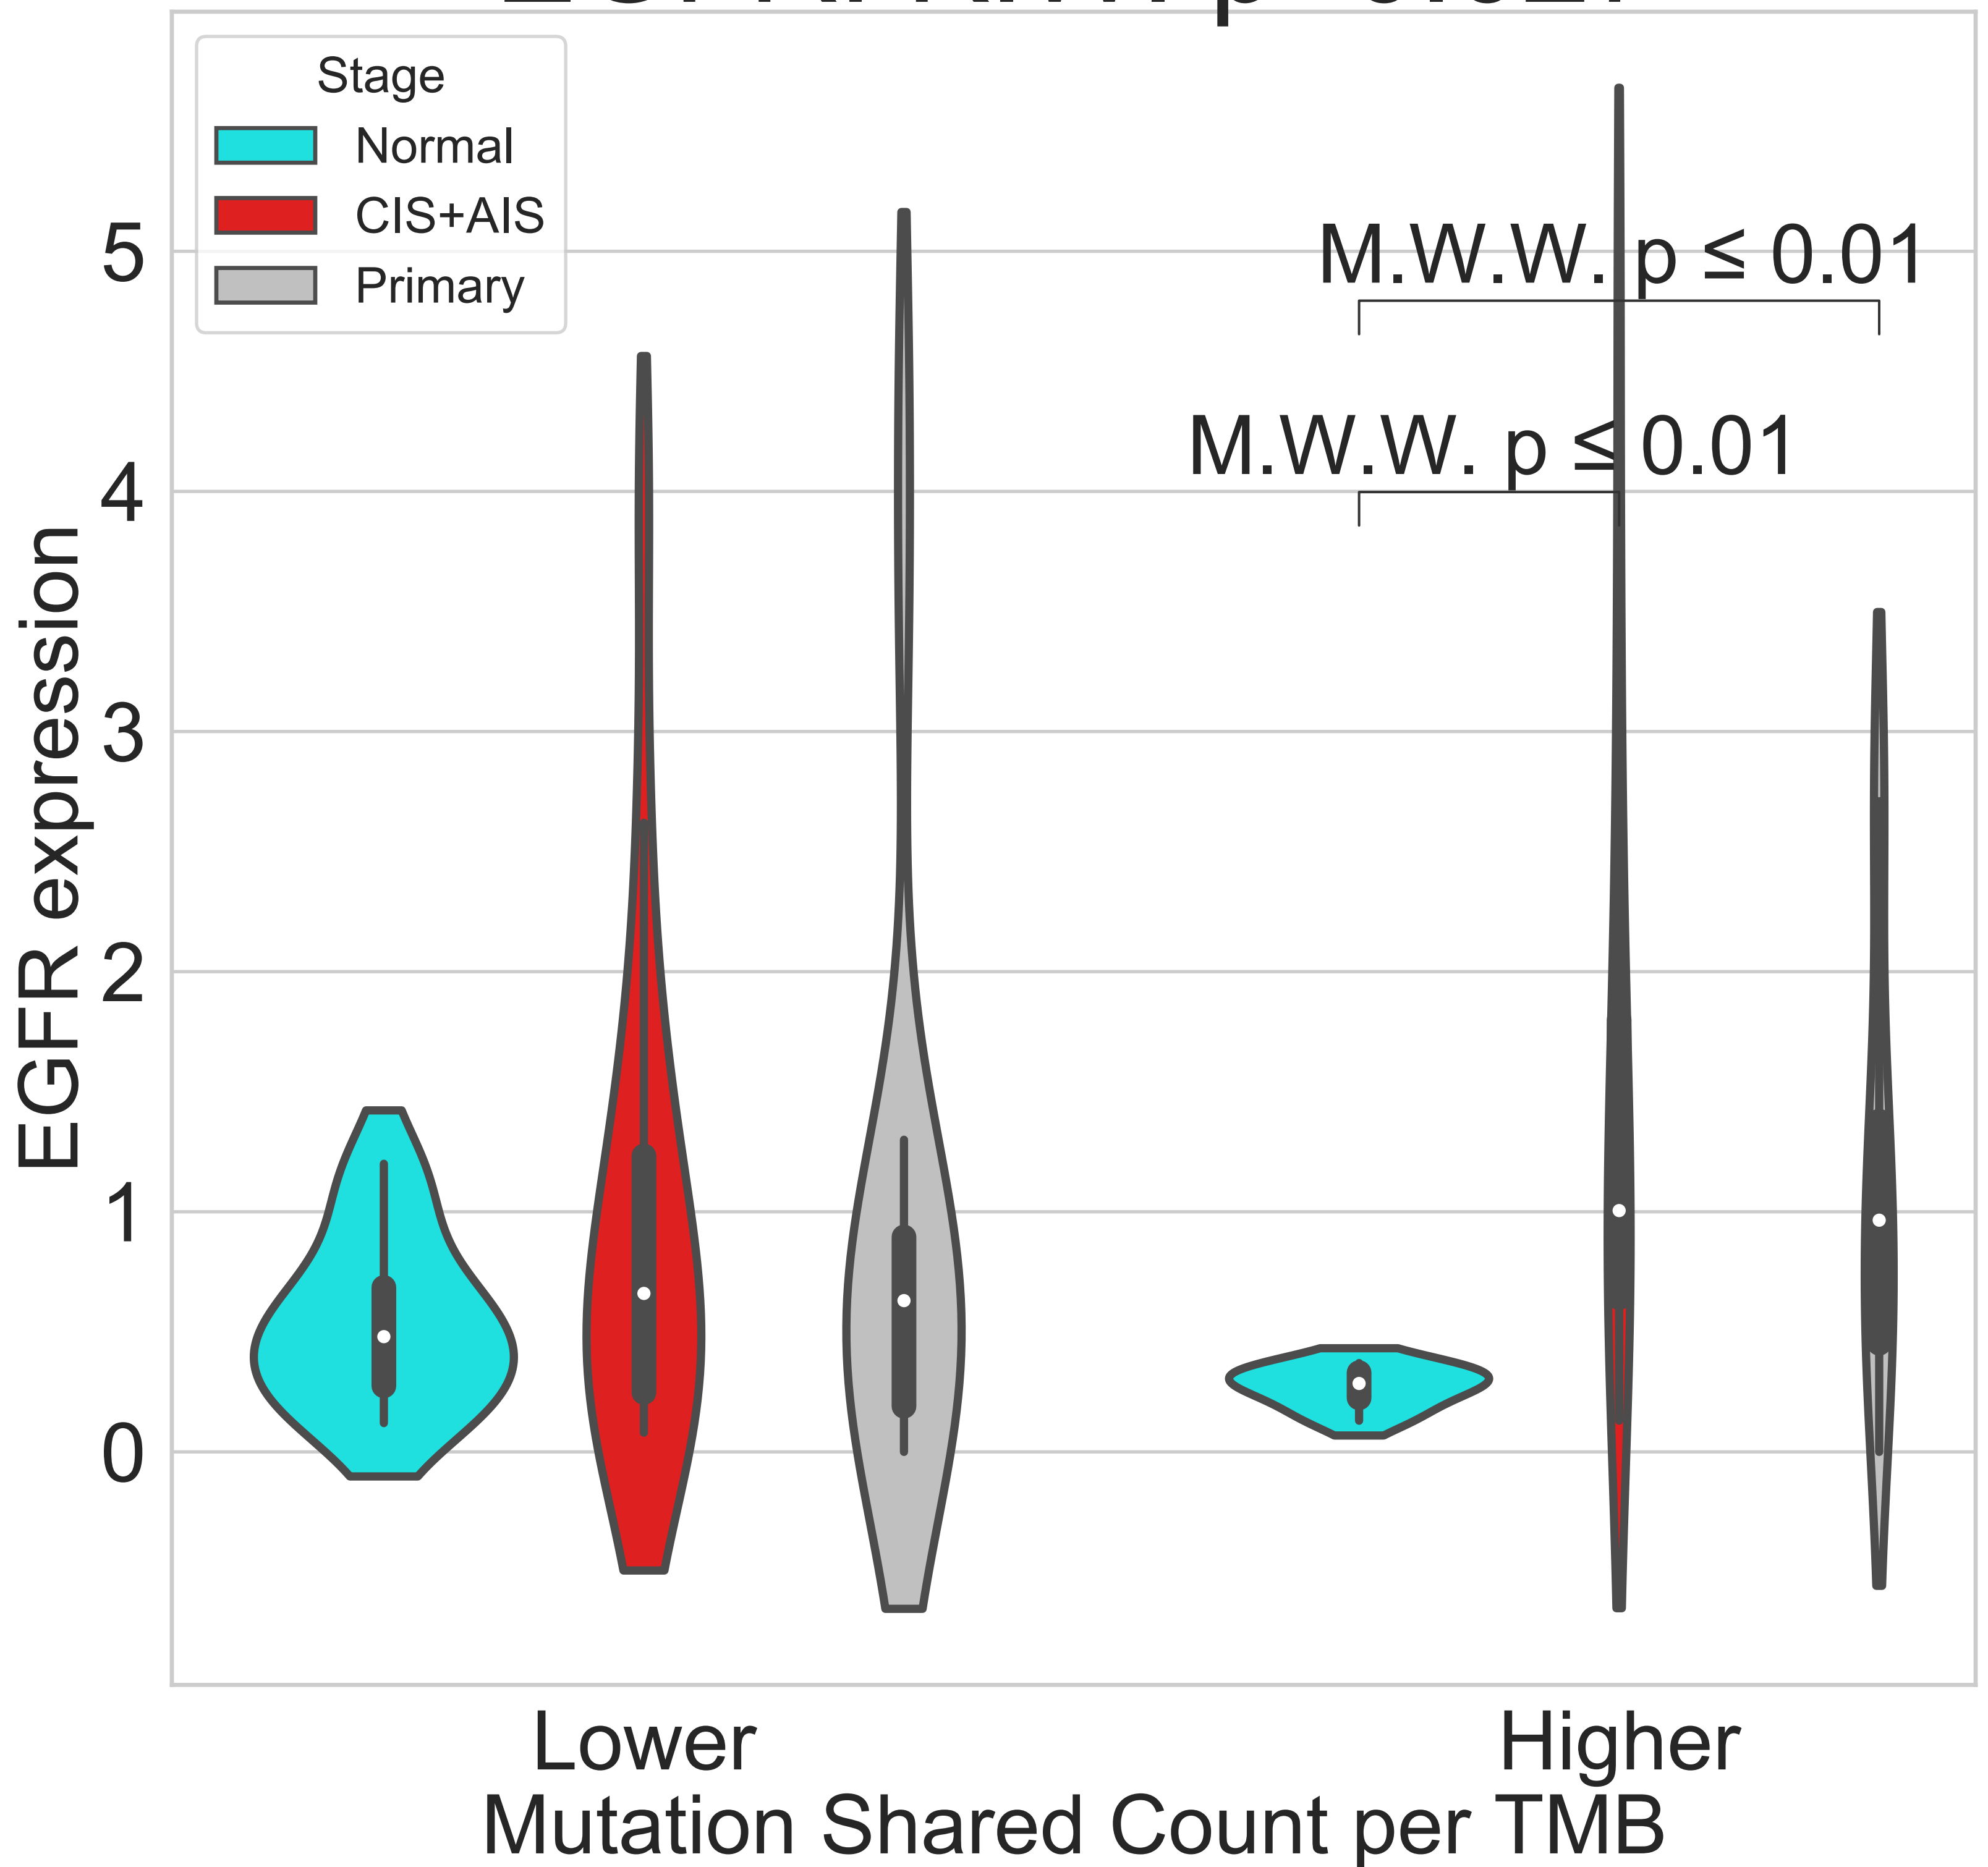 Stage
Normal
CIS+AIS
Primary
M.W.W. p ≤ 0.01
M.W.W. p ≤ 0.01
5
4
3
2
1
0
EGFR expression
Lower
Higher
Mutation Shared Count per TMB